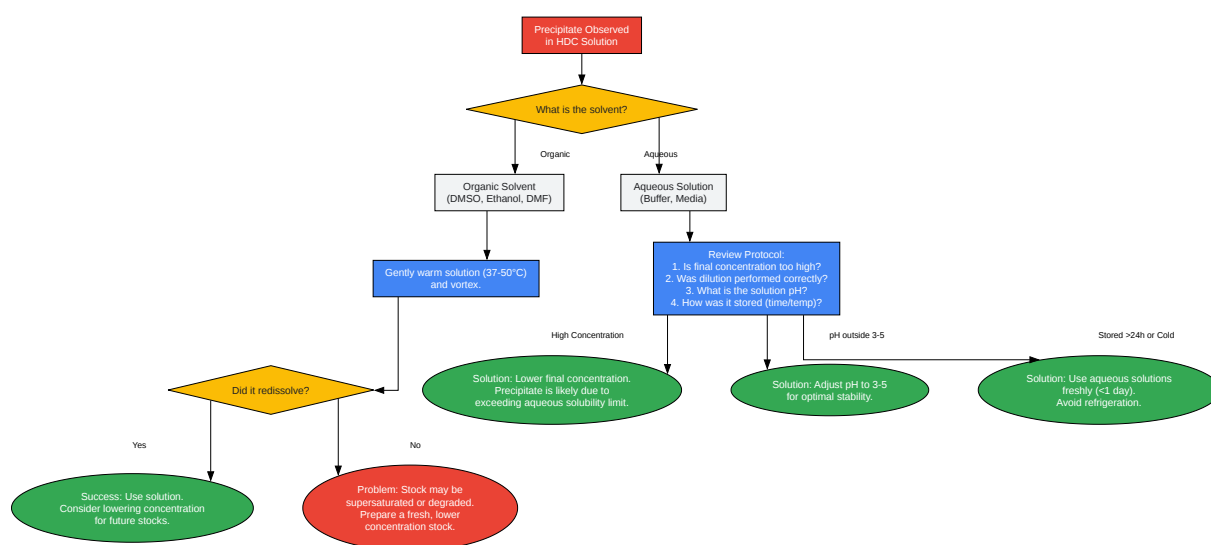 Precipitate Observed
in HDC Solution
What is the solvent?
Organic
Aqueous
Organic Solvent
(DMSO, Ethanol, DMF)
Aqueous Solution
(Buffer, Media)
Gently warm solution (37-50°C)
and vortex.
Review Protocol:
1. Is final concentration too high?
2. Was dilution performed correctly?
3. What is the solution pH?
4. How was it stored (time/temp)?
High Concentration
pH outside 3-5
Stored >24h or Cold
Did it redissolve?
Solution: Lower final concentration.
Precipitate is likely due to
exceeding aqueous solubility limit.
Solution: Adjust pH to 3-5
for optimal stability.
Solution: Use aqueous solutions
freshly (<1 day).
Avoid refrigeration.
Yes
No
Success: Use solution.
Consider lowering concentration
for future stocks.
Problem: Stock may be
supersaturated or degraded.
Prepare a fresh, lower
concentration stock.